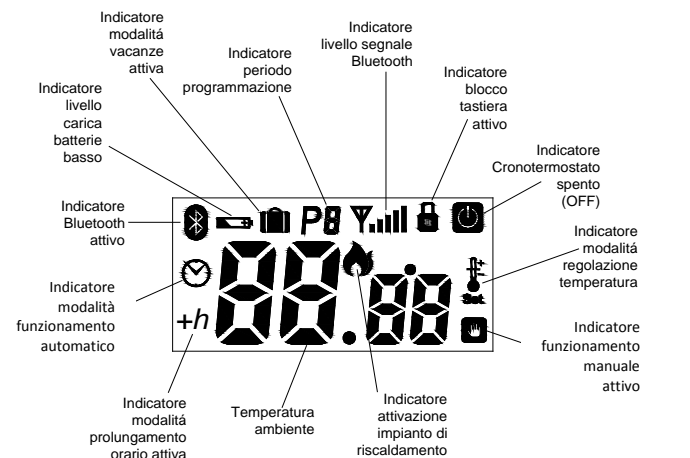 Indicatore
modalitá
vacanze
attiva
Indicatore
periodo
programmazione
Indicatore
livello segnale
Bluetooth
Indicatore
blocco
tastiera
attivo
Indicatore
livello
carica
batterie
basso
Indicatore
Cronotermostato
spento
(OFF)
Indicatore
Bluetooth
attivo
Indicatore
modalitá
regolazione
temperatura
Indicatore
modalità
funzionamento
automatico
Indicatore
funzionamento
manuale
attivo
P8
88.88
Set
+h
Indicatore
modalitá
prolungamento
orario attiva
Temperatura
ambiente
Indicatore
attivazione
impianto di
riscaldamento